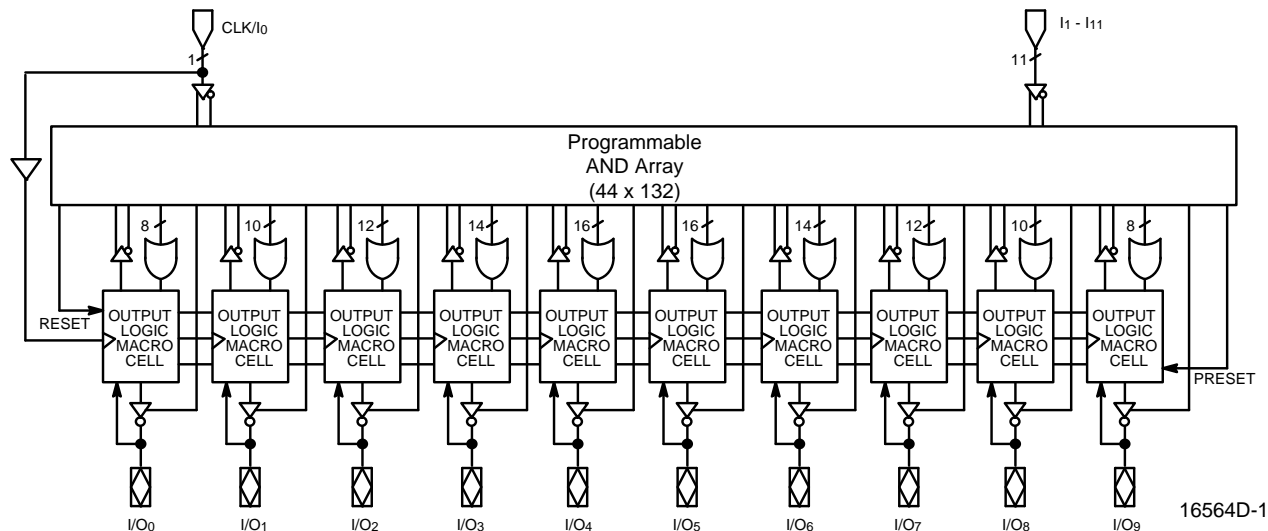 CLK/I0
I1 - I11
1
11
Programmable
AND Array
(44 x 132)
8
10
12
14
16
16
14
12
10
8
RESET
OUTPUT
LOGIC
MACRO
CELL
OUTPUT
LOGIC
MACRO
CELL
OUTPUT
LOGIC
MACRO
CELL
OUTPUT
LOGIC
MACRO
CELL
OUTPUT
LOGIC
MACRO
CELL
OUTPUT
LOGIC
MACRO
CELL
OUTPUT
LOGIC
MACRO
CELL
OUTPUT
LOGIC
MACRO
CELL
OUTPUT
LOGIC
MACRO
CELL
OUTPUT
LOGIC
MACRO
CELL
PRESET
I/O0
I/O1
I/O2
I/O3
I/O4
I/O5
I/O6
I/O7
I/O8
I/O9
16564D-1